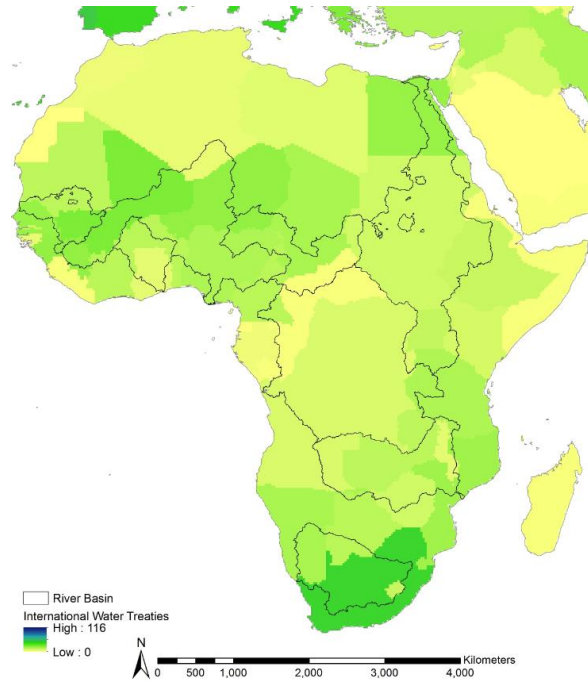 River Basin
International Water Treaties
High : 116
Low : 0
N
Kilometers
0 500 1,000 2,000 3,000 4,000